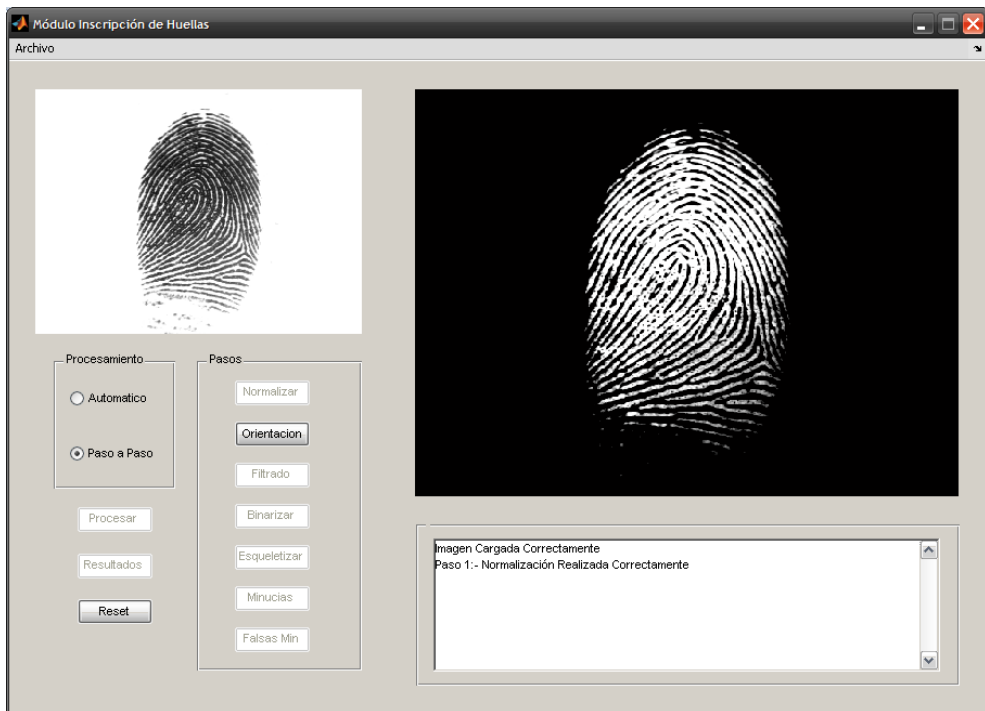 Módulo Inscripción de Huellas
Archivo
Procesamiento
Automatico
Paso a Paso
Procesar
Resultados
Reset
Pasos
Normalizar
Orientacion
Filtrado
Binarizar
Esqueletizar
Minucias
Falsas Min
Imagen Cargada Correctamente
Paso 1:- Normalización Realizada Correctamente